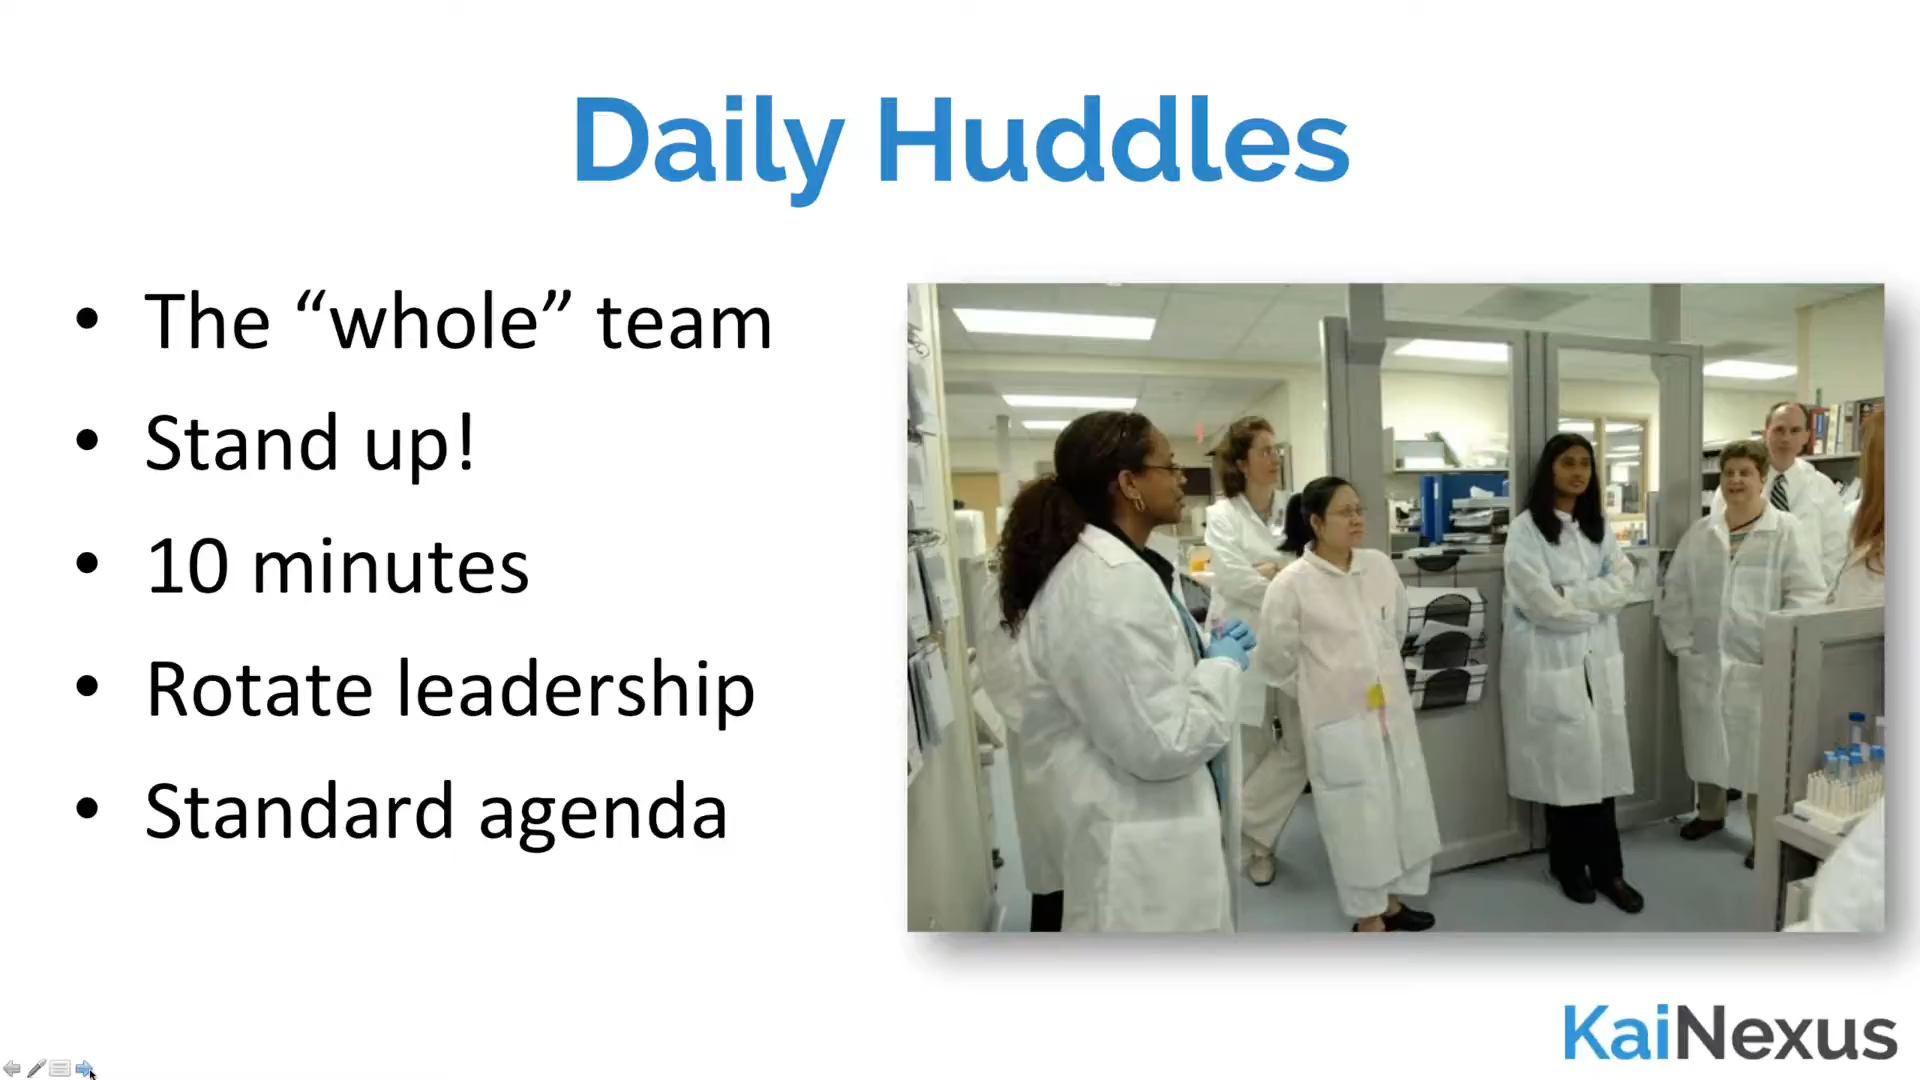 Daily Huddles
• The “whole” team
• Stand up!
• 10 minutes
• Rotate leadership
• Standard agenda
KaiNexus